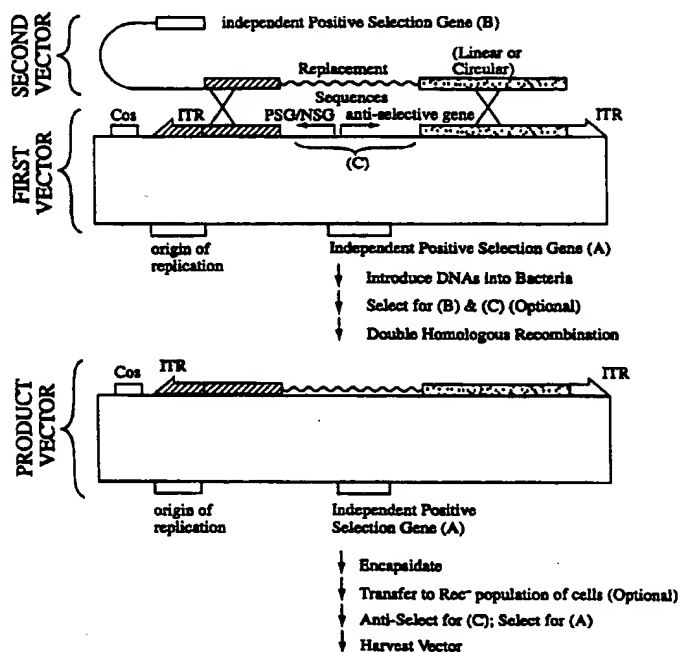 SECOND
VECTOR
independent Positive Selection Gene (B)
Replacement
(Linear or
Circular)
Sequences
FIRST
VECTOR
Cos
ITR
PSG/NSG
anti-selective gene
ITR
(C)
origin of
replication
Independent Positive Selection Gene (A)
Introduce DNAs into Bacteria
Select for (B) & (C) (Optional)
Double Homologous Recombination
PRODUCT
VECTOR
Cos
ITR
ITR
origin of
replication
Independent Positive
Selection Gene (A)
Encapsidate
Transfer to Rec⁻ population of cells (Optional)
Anti-Select for (C); Select for (A)
Harvest Vector